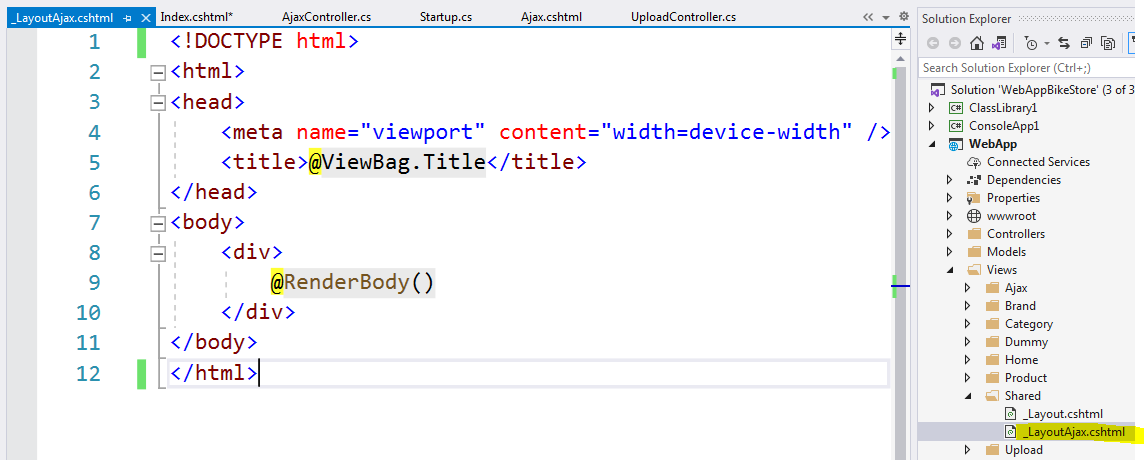 _LayoutAjax.cshtml
Index.cshtml*
AjaxController.cs
Startup.cs
Ajax.cshtml
UploadController.cs
1 <!DOCTYPE html>
2 <html>
3 <head>
4 <meta name="viewport" content="width=device-width" />
5 <title>@ViewBag.Title</title>
6 </head>
7 <body>
8 <div>
9 @RenderBody()
10 </div>
11 </body>
12 </html>
Solution Explorer
Search Solution Explorer (Ctrl+;)
Solution 'WebAppBikeStore' (3 of 3
C# ClassLibrary1
C# ConsoleApp1
WebApp
Connected Services
Dependencies
Properties
wwwroot
Controllers
Models
Views
Ajax
Brand
Category
Dummy
Home
Product
Shared
_Layout.cshtml
_LayoutAjax.cshtml
Upload